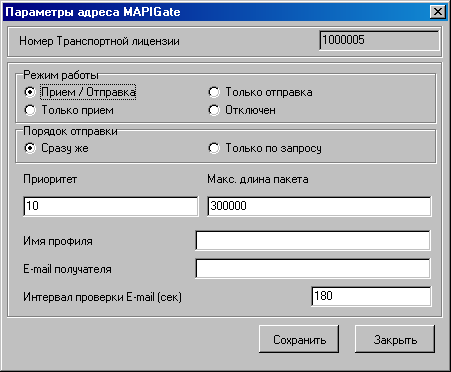 Параметры адреса MAPIGate
Номер Транспортной лицензии 1000005
Режим работы
Прием / Отправка Только отправка
Только прием Отключен
Порядок отправки
Сразу же Только по запросу
Приоритет Макс. длина пакета
10 300000
Имя профиля
E-mail получателя
Интервал проверки E-mail (сек) 180
Сохранить Закрыть